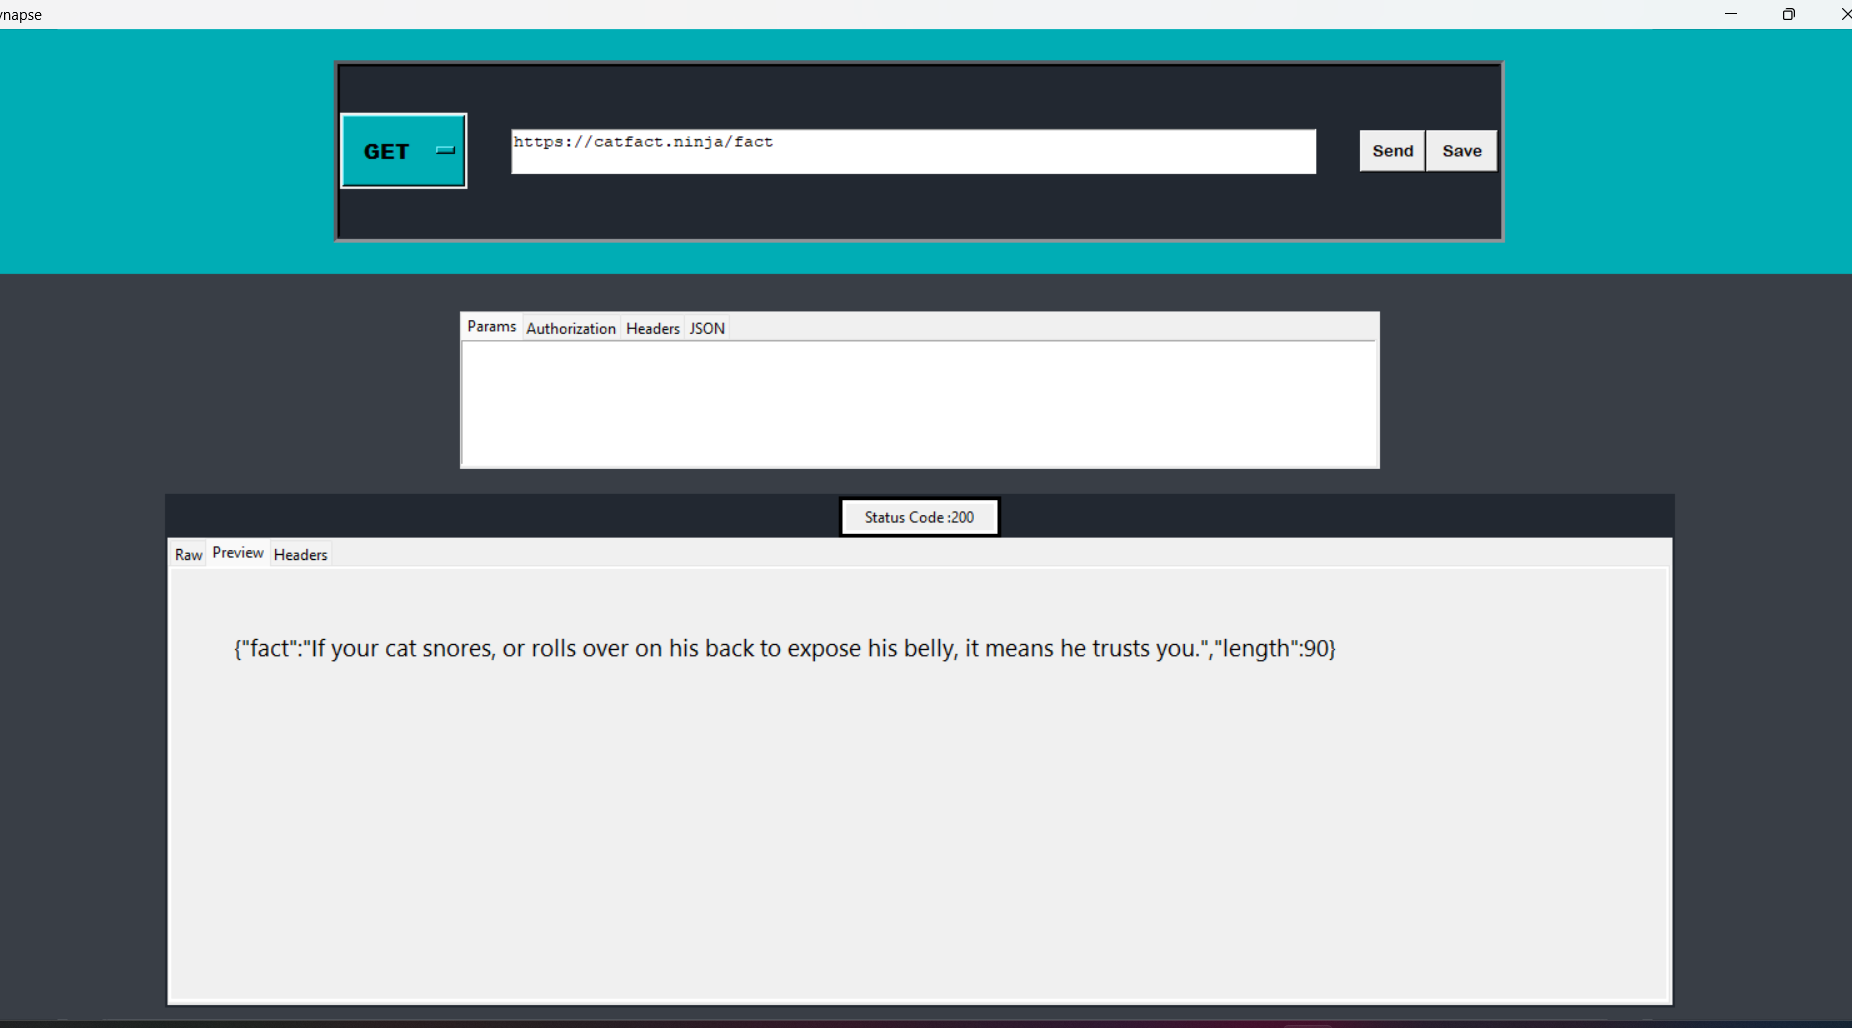 ynapse
GET
https://catfact.ninja/fact
Send Save
Params Authorization Headers JSON
Status Code :200
Raw Preview Headers
{"fact":"If your cat snores, or rolls over on his back to expose his belly, it means he trusts you.","length":90}